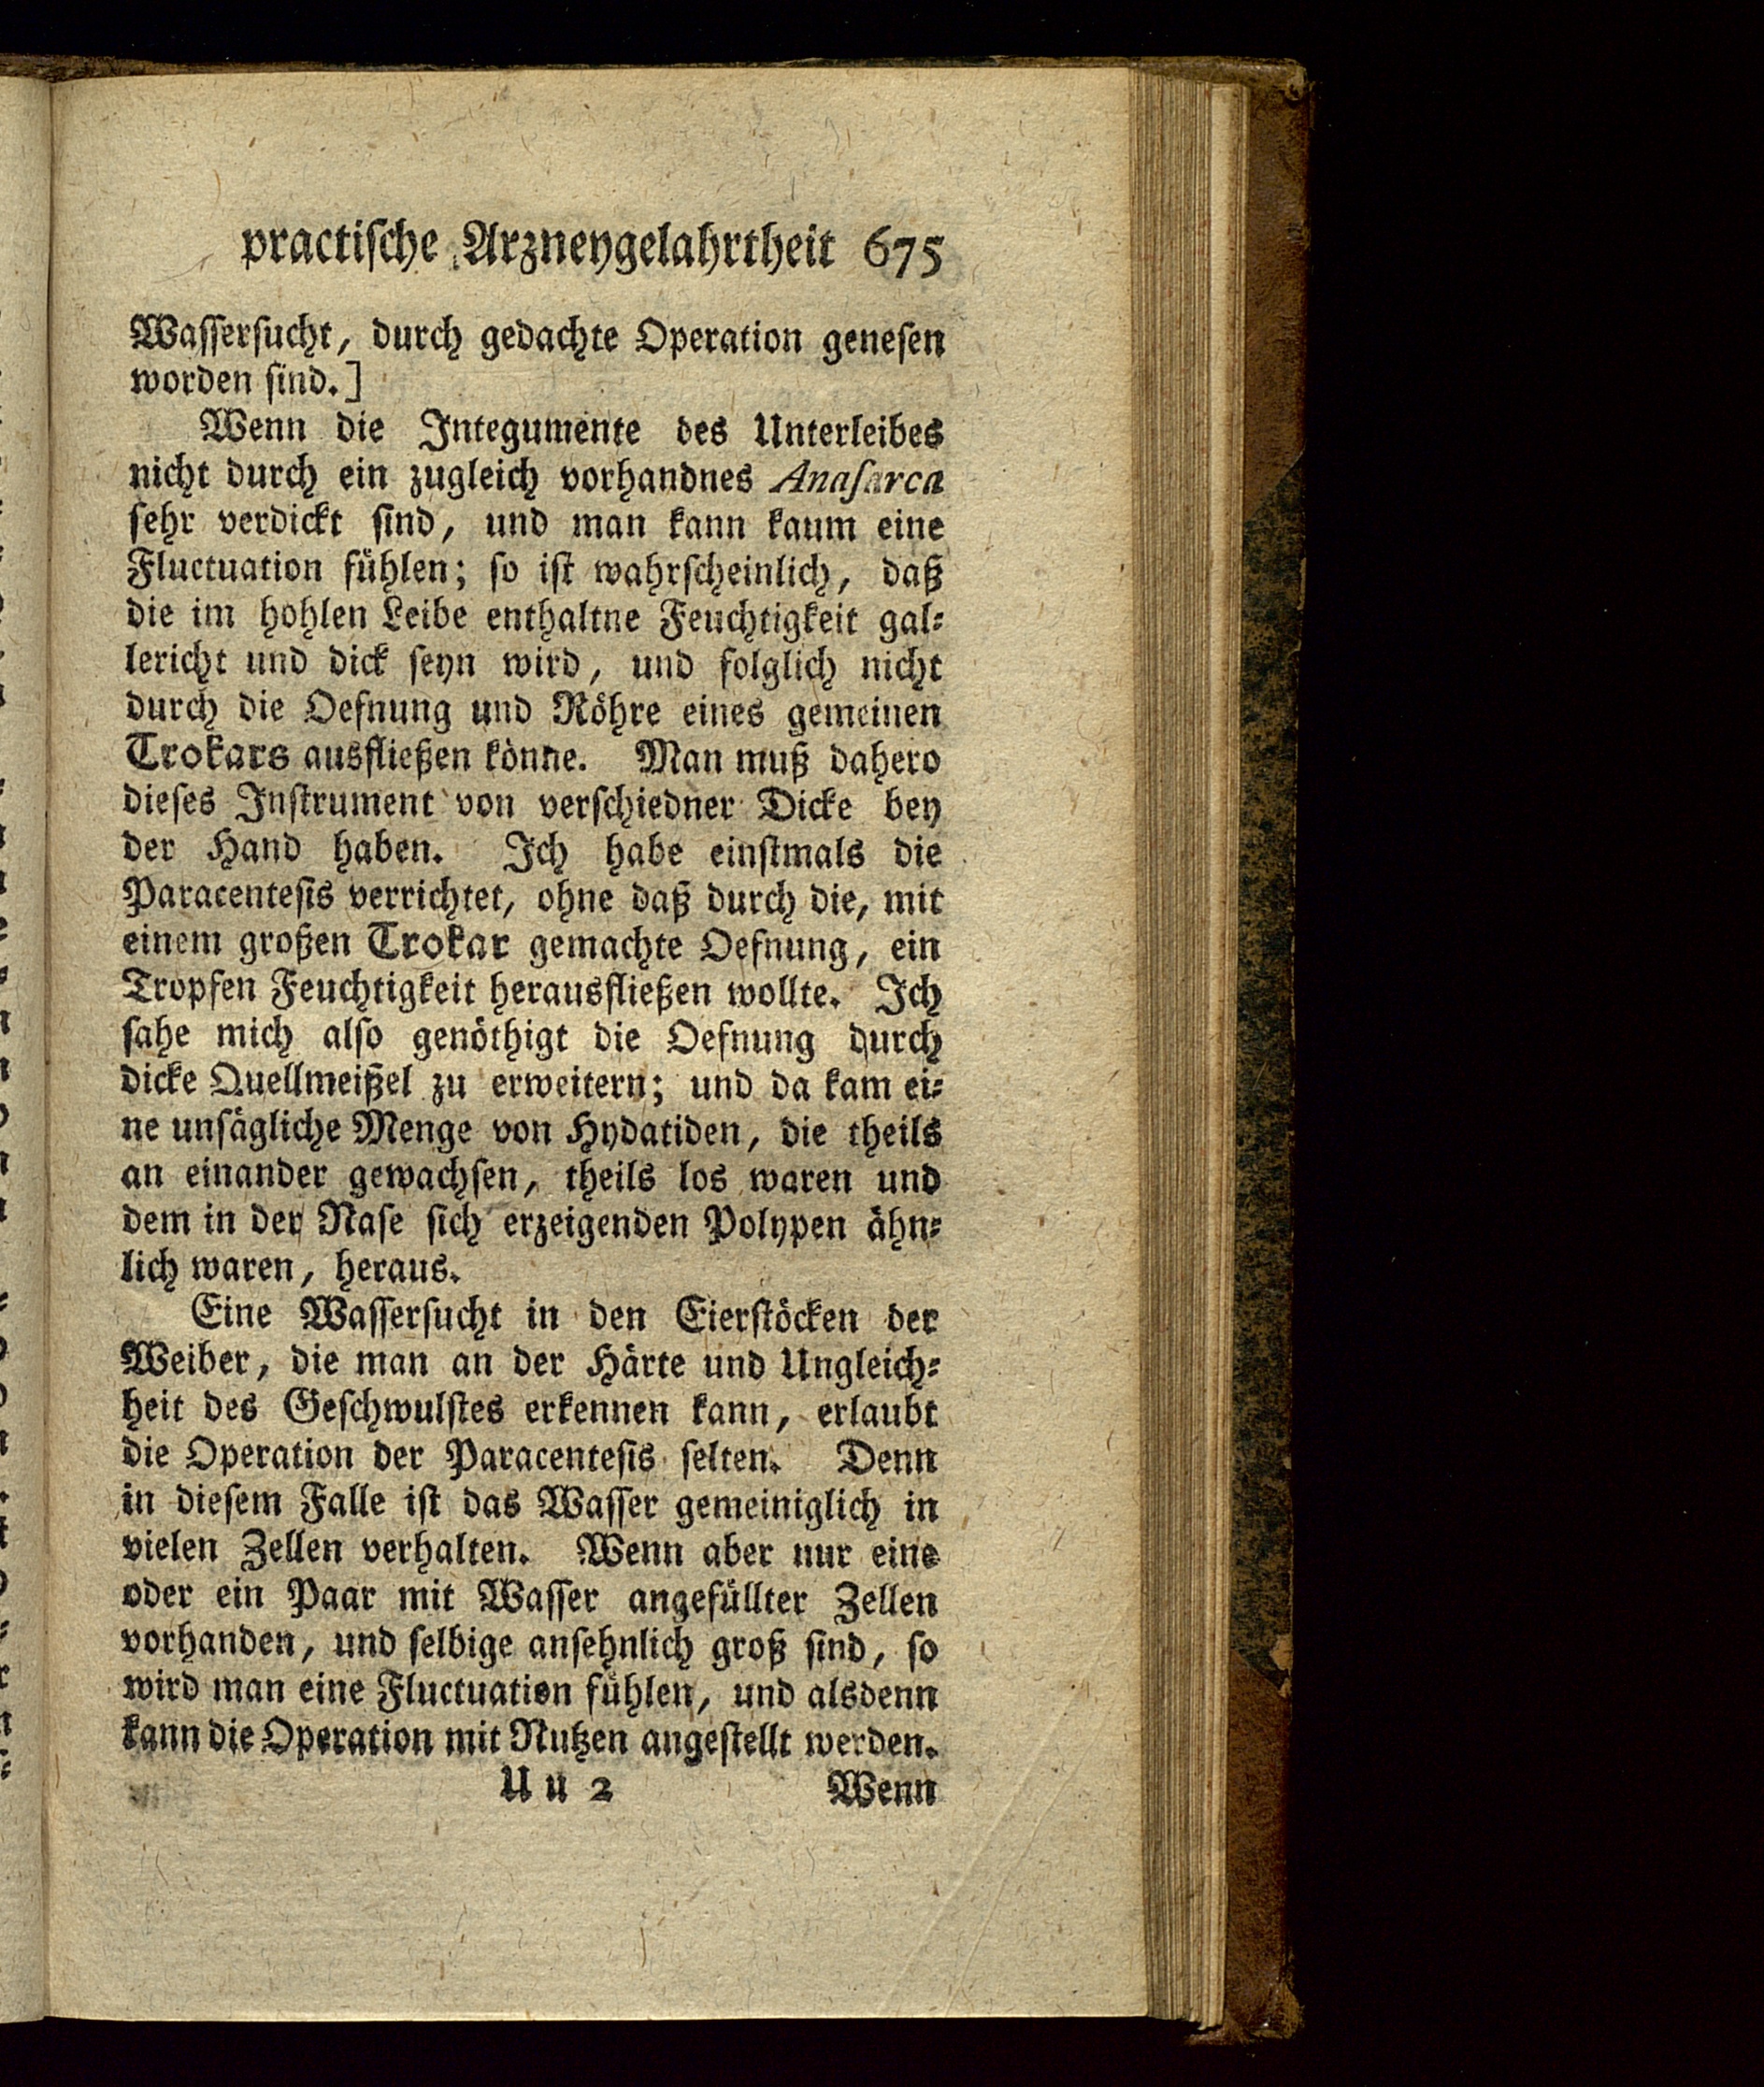 practische Arzneygelahrtheit 675
Wassersucht, durch gedachte Operation genesen
worden sind.]
Wenn die Integumente des Unterleibes
nicht durch ein zugleich vorhandnes Anasarca
sehr verdickt sind, und man kann kaum eine
Fluctuation fühlen; so ist wahrscheinlich, daß
die im hohlen Leibe enthaltne Feuchtigkeit gal-
lericht und dick seyn wird, und folglich nicht
durch die Oefnung und Röhre eines gemeinen
Trokars ausfließen könne. Man muß dahero
dieses Instrument von verschiedner Dicke bey
der Hand haben. Ich habe einstmals die
Paracentesis verrichtet, ohne daß durch die, mit
einem großen Trokar gemachte Oefnung, ein
Tropfen Feuchtigkeit herausfließen wollte. Ich
sahe mich also genöthigt die Oefnung durch
dicke Quellmeißel zu erweitern; und da kam ei-
ne unsägliche Menge von Hydatiden, die theils
an einander gewachsen, theils los waren und
dem in der Nase sich erzeigenden Polypen ähn-
lich waren, heraus.
Eine Wassersucht in den Eierstöcken der
Weiber, die man an der Härte und Ungleich-
heit des Geschwulstes erkennen kann, erlaubt
die Operation der Paracentesis selten. Denn
in diesem Falle ist das Wasser gemeiniglich in
vielen Zellen verhalten. Wenn aber nur eine
oder ein Paar mit Wasser angefüllter Zellen
vorhanden, und selbige ansehnlich groß sind, so
wird man eine Fluctuation fühlen, und alsdenn
kann die Operation mit Nutzen angestellt werden.
U u 2 Wenn